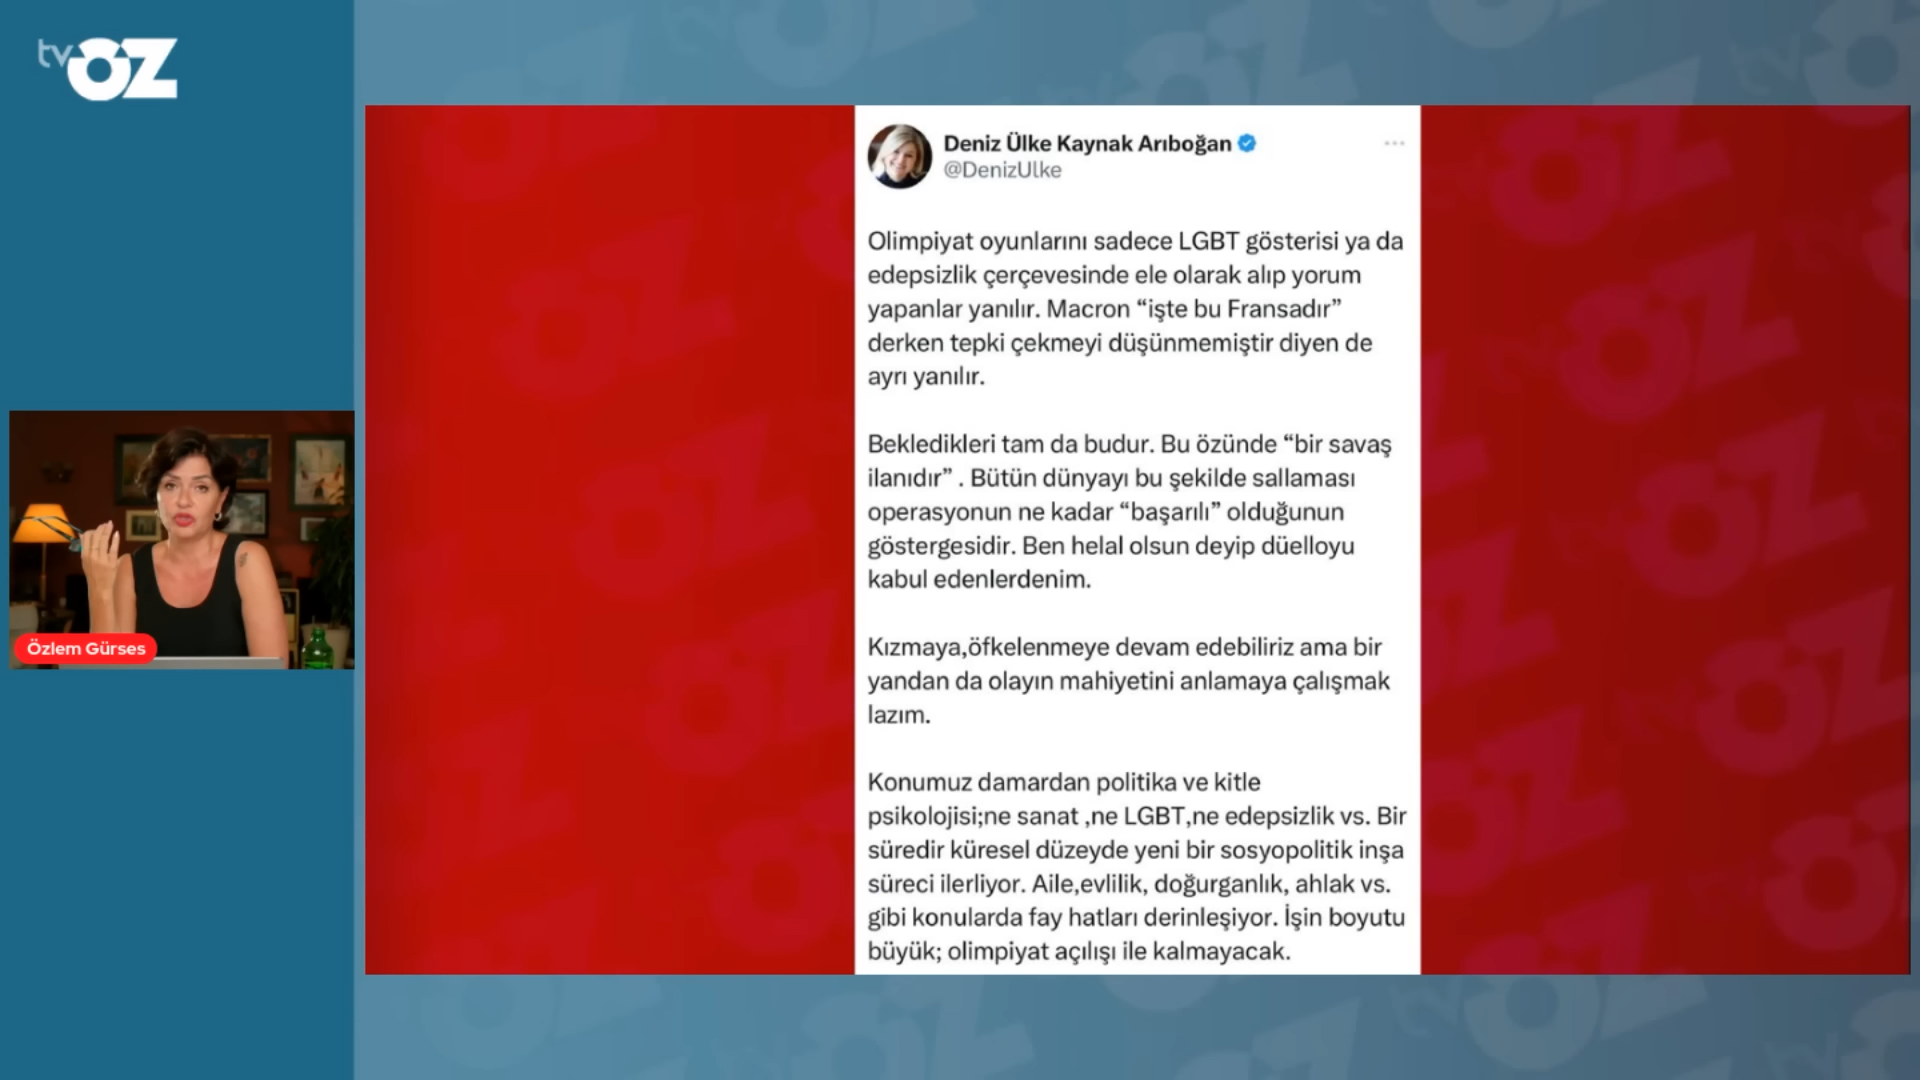 tv ÖZ
Deniz Ülke Kaynak Arıboğan
@DenizUlke
Olimpiyat oyunlarını sadece LGBT gösterisi ya da
edepsizlik çerçevesinde ele olarak alıp yorum
yapanlar yanılır. Macron “işte bu Fransadır”
derken tepki çekmeyi düşünmemiştir diyen de
ayrı yanılır.
Bekledikleri tam da budur. Bu özünde “bir savaş
ilanıdır” . Bütün dünyayı bu şekilde sallaması
operasyonun ne kadar “başarılı” olduğunun
göstergesidir. Ben helal olsun deyip düelloyu
kabul edenlerdenim.
Kızmaya,öfkelenmeye devam edebiliriz ama bir
yandan da olayın mahiyetini anlamaya çalışmak
lazım.
Konumuz damardan politika ve kitle
psikolojisi;ne sanat ,ne LGBT,ne edepsizlik vs. Bir
süredir küresel düzeyde yeni bir sosyopolitik inşa
süreci ilerliyor. Aile,evlilik, doğurganlık, ahlak vs.
gibi konularda fay hatları derinleşiyor. İşin boyutu
büyük; olimpiyat açılışı ile kalmayacak.
Özlem Gürses